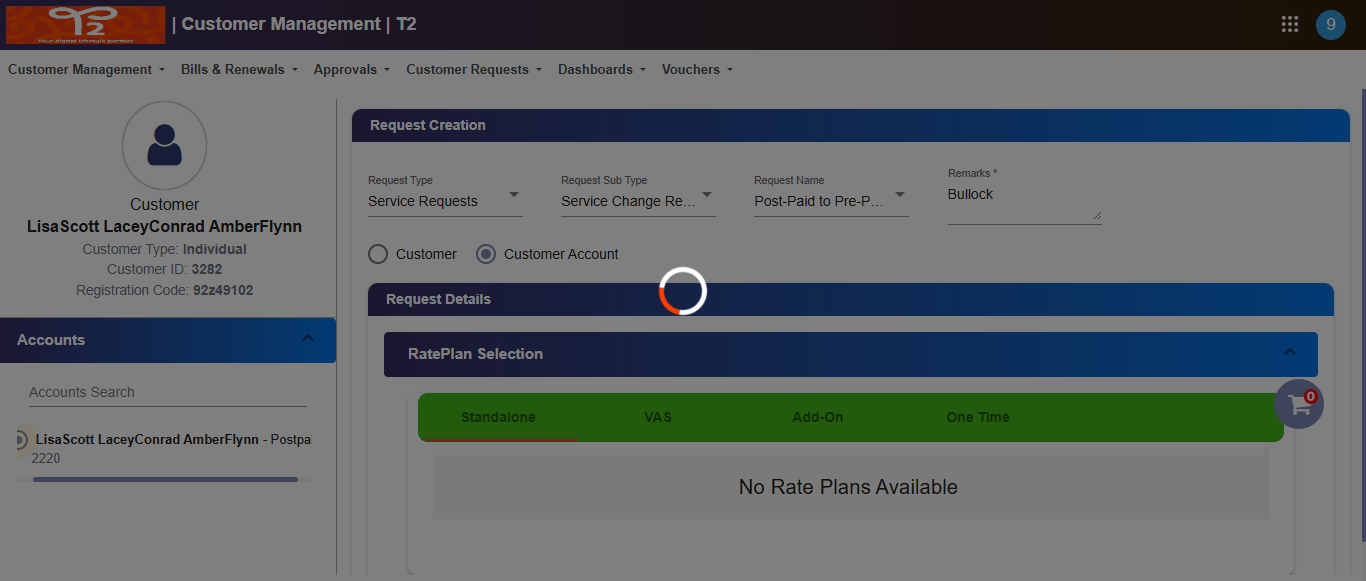 T2
Your digital lifestyle partner
| Customer Management | T2
9
Customer Management
Bills & Renewals
Approvals
Customer Requests
Dashboards
Vouchers
Customer
LisaScott LaceyConrad AmberFlynn
Customer Type: Individual
Customer ID: 3282
Registration Code: 92z49102
Accounts
Accounts Search
LisaScott LaceyConrad AmberFlynn - Postpai
2220
Request Creation
Request Type
Service Requests
Request Sub Type
Service Change Re...
Request Name
Post-Paid to Pre-P...
Remarks *
Bullock
Customer
Customer Account
Request Details
RatePlan Selection
0
Standalone
VAS
Add-On
One Time
No Rate Plans Available